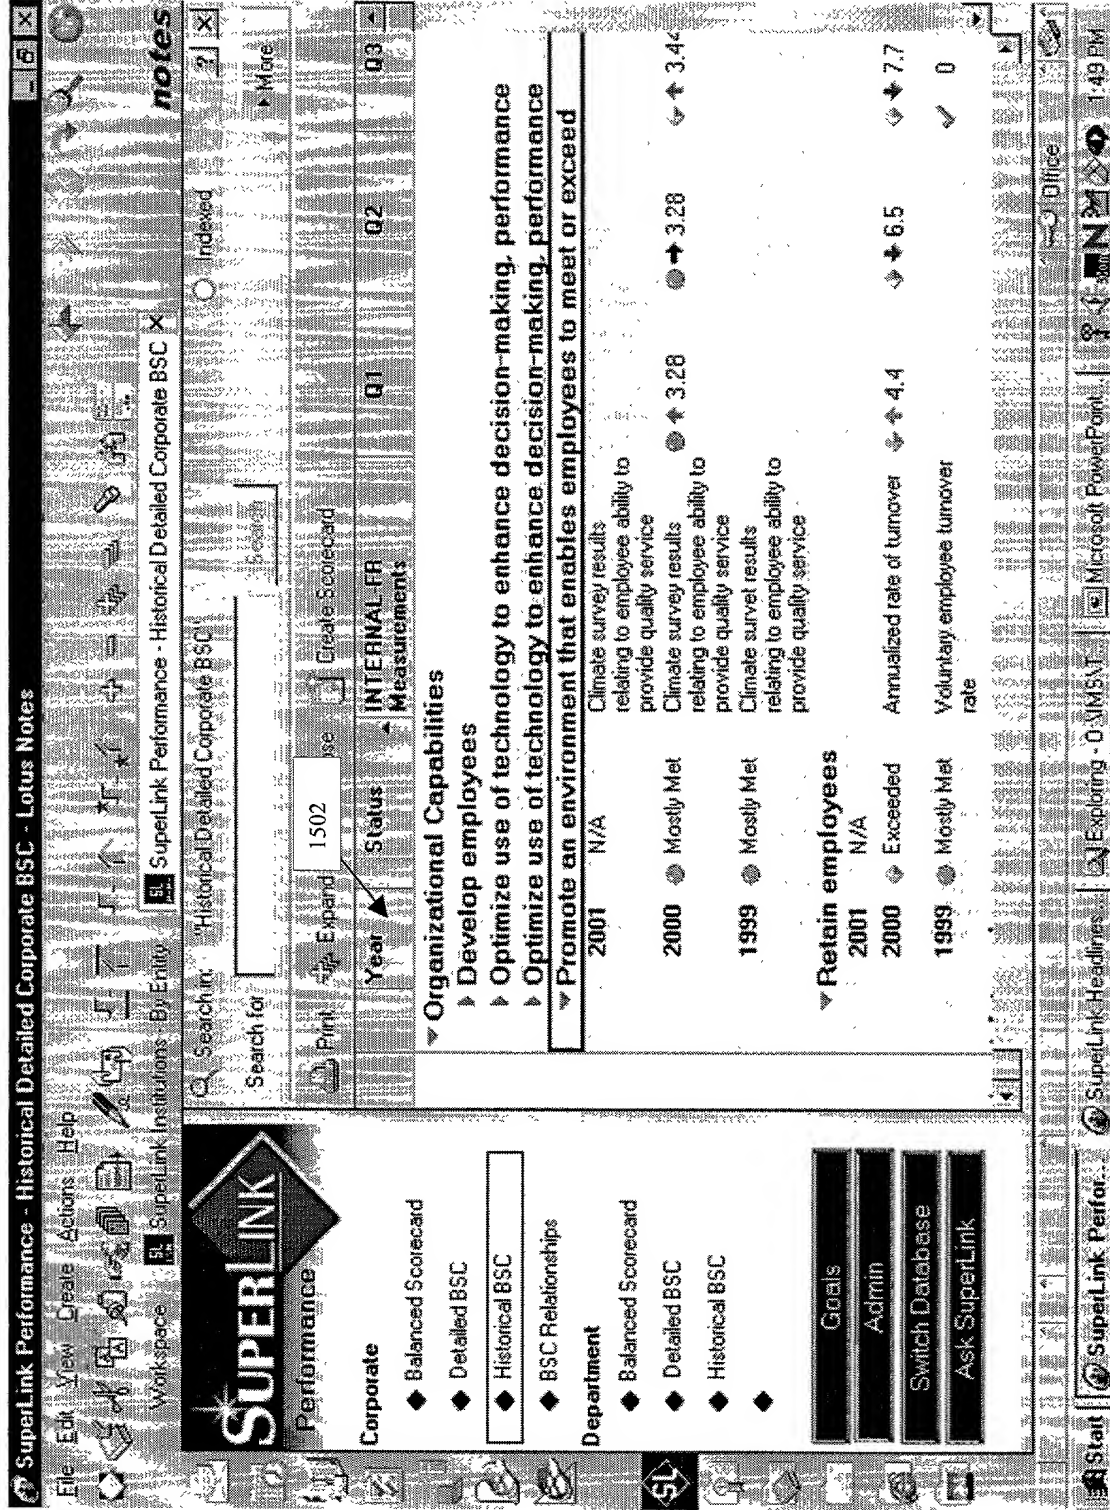 SuperLink Performance - Historical Detailed Corporate BSC - Lotus Notes
File Edit View Create Actions Help
Workspace
SL SuperLink Institutions - By Entity
SL SuperLink Performance - Historical Detailed Corporate BSC
notes
SUPERLINK
Performance
Corporate
Balanced Scorecard
Detailed BSC
Historical BSC
BSC Relationships
Department
Balanced Scorecard
Detailed BSC
Historical BSC
Goals
Admin
Switch Database
Ask SuperLink
SL
Search in: "Historical Detailed Corporate BSC"
Indexed
Search for
Search
More
Print Expand Create Scorecard
1502
Year Status INTERNAL.FR Measurements Q1 Q2 Q3
Organizational Capabilities
Develop employees
Optimize use of technology to enhance decision-making, performance
Optimize use of technology to enhance decision-making, performance
Promote an environment that enables employees to meet or exceed
2001 N/A Climate survey results
relating to employee ability to
provide quality service
2000 Mostly Met Climate survey results 3.28 3.28 3.44
relating to employee ability to
provide quality service
1999 Mostly Met Climate survet results
relating to employee ability to
provide quality service
Retain employees
2001 N/A
2000 Exceeded Annualized rate of turnover 4.4 6.5 7.7
1999 Mostly Met Voluntary employee turnover 0
rate
Office
Start SuperLink Perfor... SuperLink Headlines... Exploring - O:\MSVT... Microsoft PowerPoint... 1:49 PM